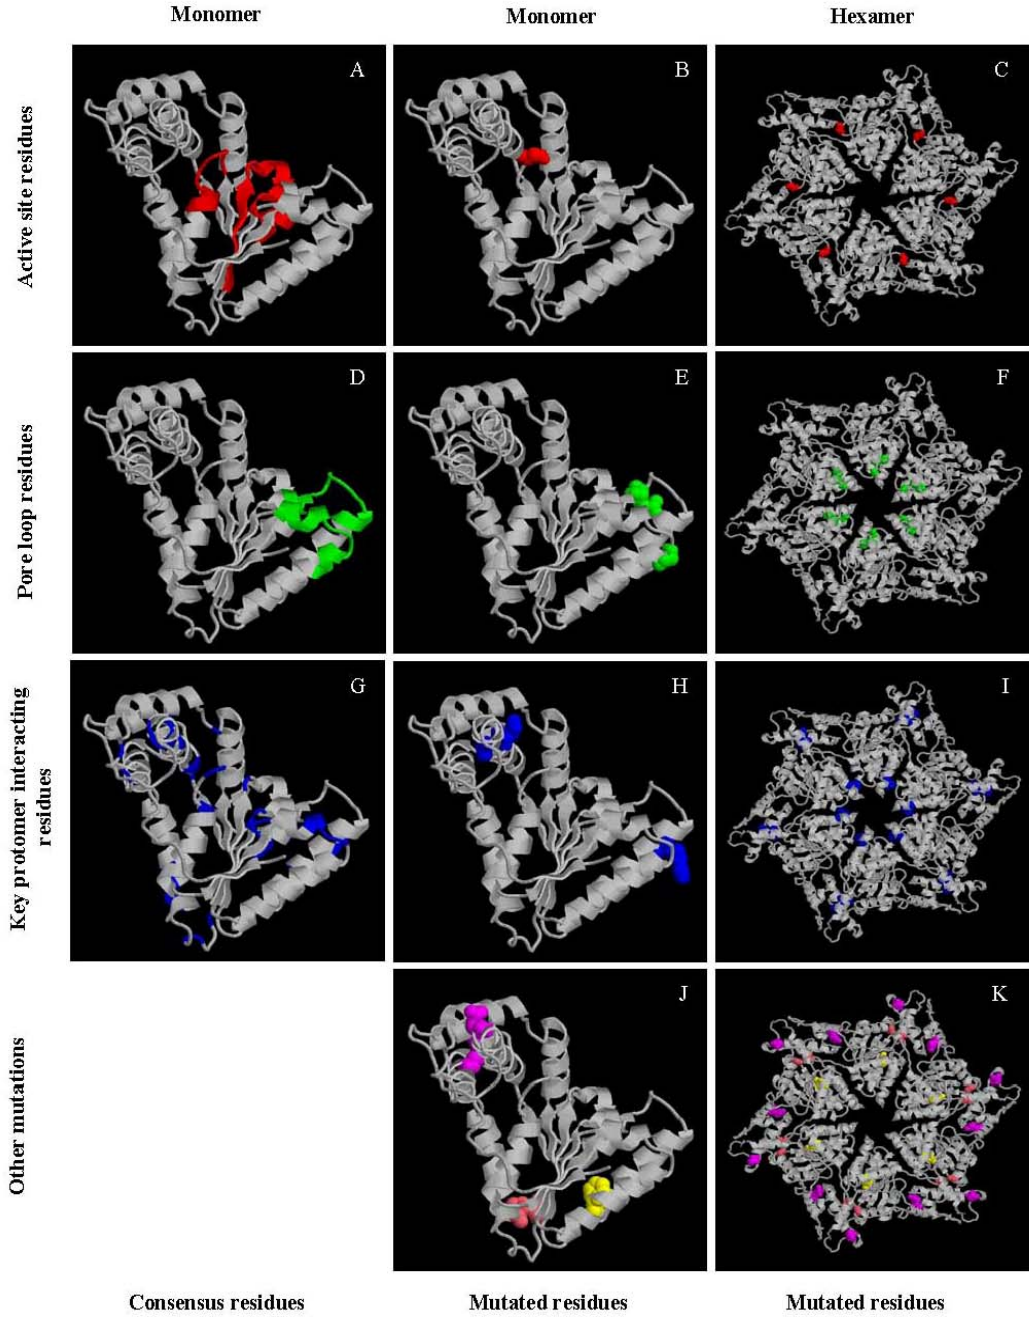 Monomer Monomer Hexamer
Active site residues
A B C
Pore loop residues
D E F
Key protomer interacting
residues
G H I
Other mutations
J K
Consensus residues Mutated residues Mutated residues